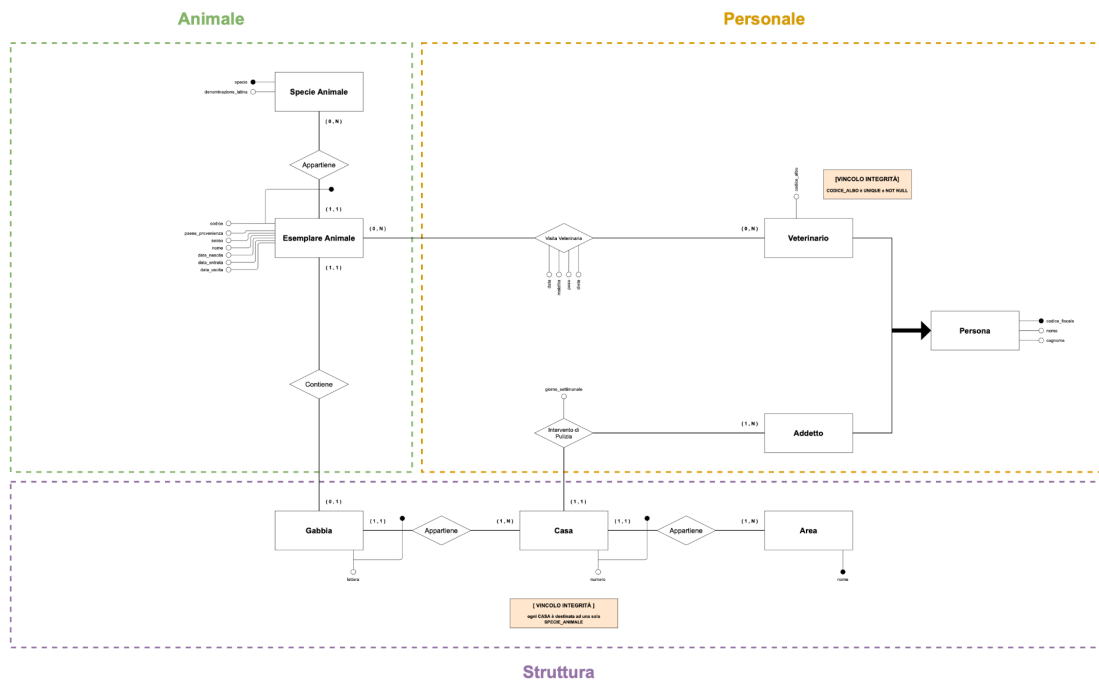 Animale
Personale
specie
denominazione_latina
Specie Animale
(0,N)
Appartiene
codice
paese_provenienza
sesso
nome
data_nascita
data_entrata
data_uscita
(1,1)
Esemplare Animale
(0,N)
(1,1)
Visita Veterinaria
data
malattia
peso
dieta
(0,N)
codice_albo
Veterinario
[VINCOLO INTEGRITÀ]
CODICE_ALBO è UNIQUE e NOT NULL
Persona
codice_fiscale
nome
cognome
Contiene
giorno_settimanale
Intervento di
Pulizia
(1,N)
Addetto
(0,1)
(1,1)
Gabbia
(1,1)
Appartiene
(1,N)
Casa
(1,1)
Appartiene
(1,N)
Area
lettera
numero
nome
[ VINCOLO INTEGRITÀ ]
ogni CASA è destinata ad una sola
SPECIE_ANIMALE
Struttura